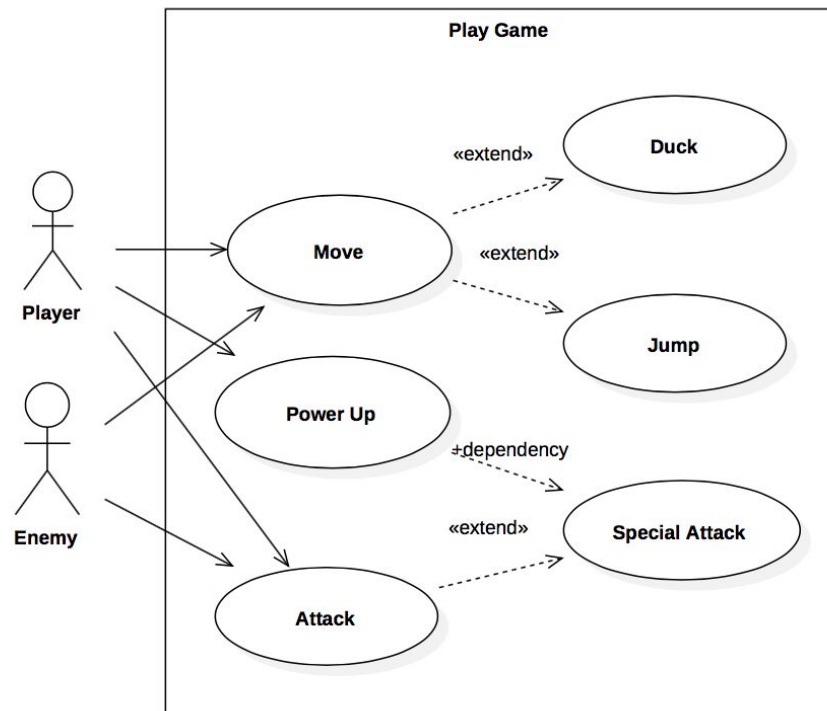 Play Game
«extend»
Duck
Move
«extend»
Jump
Player
Power Up
+dependency
Enemy
«extend»
Special Attack
Attack